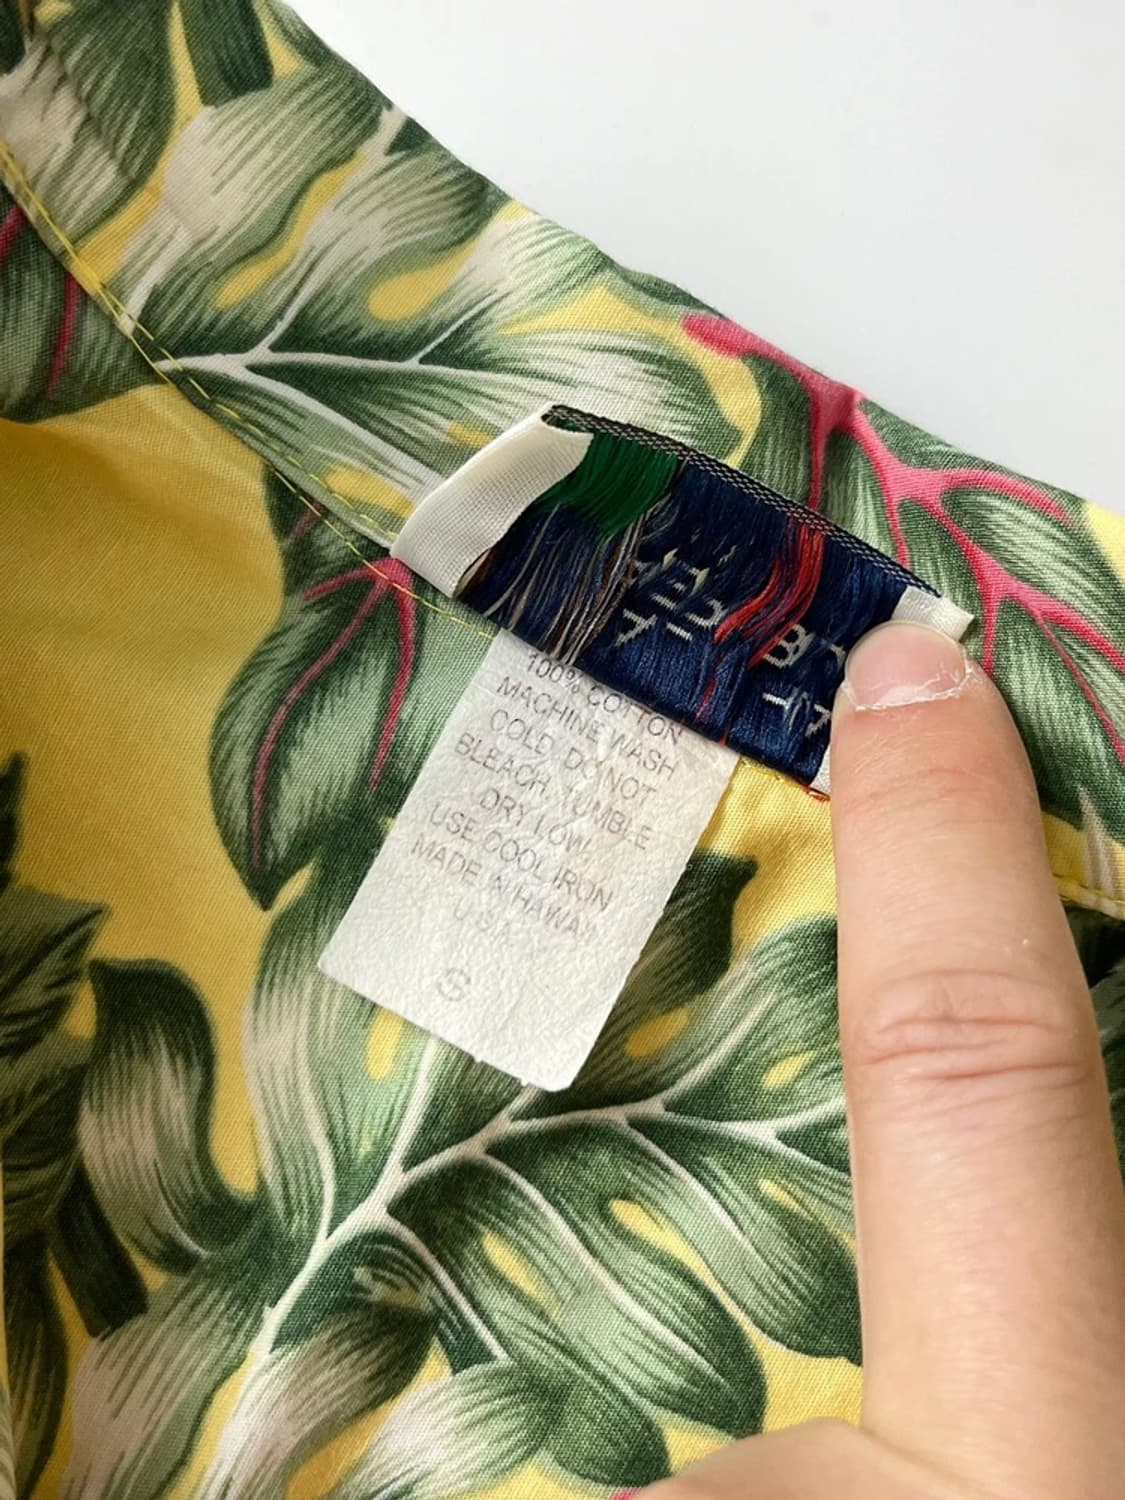 100% COTTON
MACHINE WASH
COLD DO NOT
BLEACH, TUMBLE
DRY LOW,
USE COOL IRON
MADE IN HAWAII
U.S.A.
S